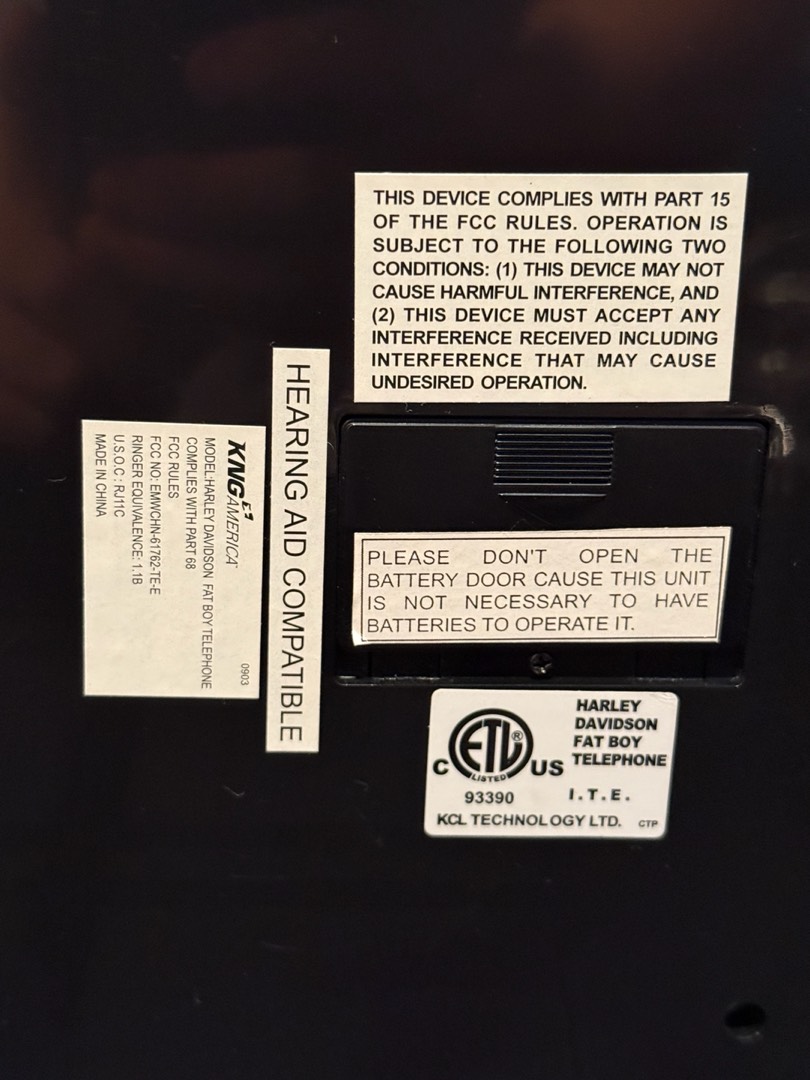 THIS DEVICE COMPLIES WITH PART 15
OF THE FCC RULES. OPERATION IS
SUBJECT TO THE FOLLOWING TWO
CONDITIONS: (1) THIS DEVICE MAY NOT
CAUSE HARMFUL INTERFERENCE, AND
(2) THIS DEVICE MUST ACCEPT ANY
INTERFERENCE RECEIVED INCLUDING
INTERFERENCE THAT MAY CAUSE
UNDESIRED OPERATION.
HEARING AID COMPATIBLE
KNG AMERICA
0903
MODEL:HARLEY DAVIDSON FAT BOY TELEPHONE
COMPLIES WITH PART 68
FCC RULES
FCC NO: EMWCHN-61762-TE-E
RINGER EQUIVALENCE: 1.1B
U.S.O.C : RJ11C
MADE IN CHINA
PLEASE DON'T OPEN THE
BATTERY DOOR CAUSE THIS UNIT
IS NOT NECESSARY TO HAVE
BATTERIES TO OPERATE IT.
HARLEY
DAVIDSON
FAT BOY
TELEPHONE
C ETL ® US
LISTED
93390 I.T.E.
KCL TECHNOLOGY LTD. CTP